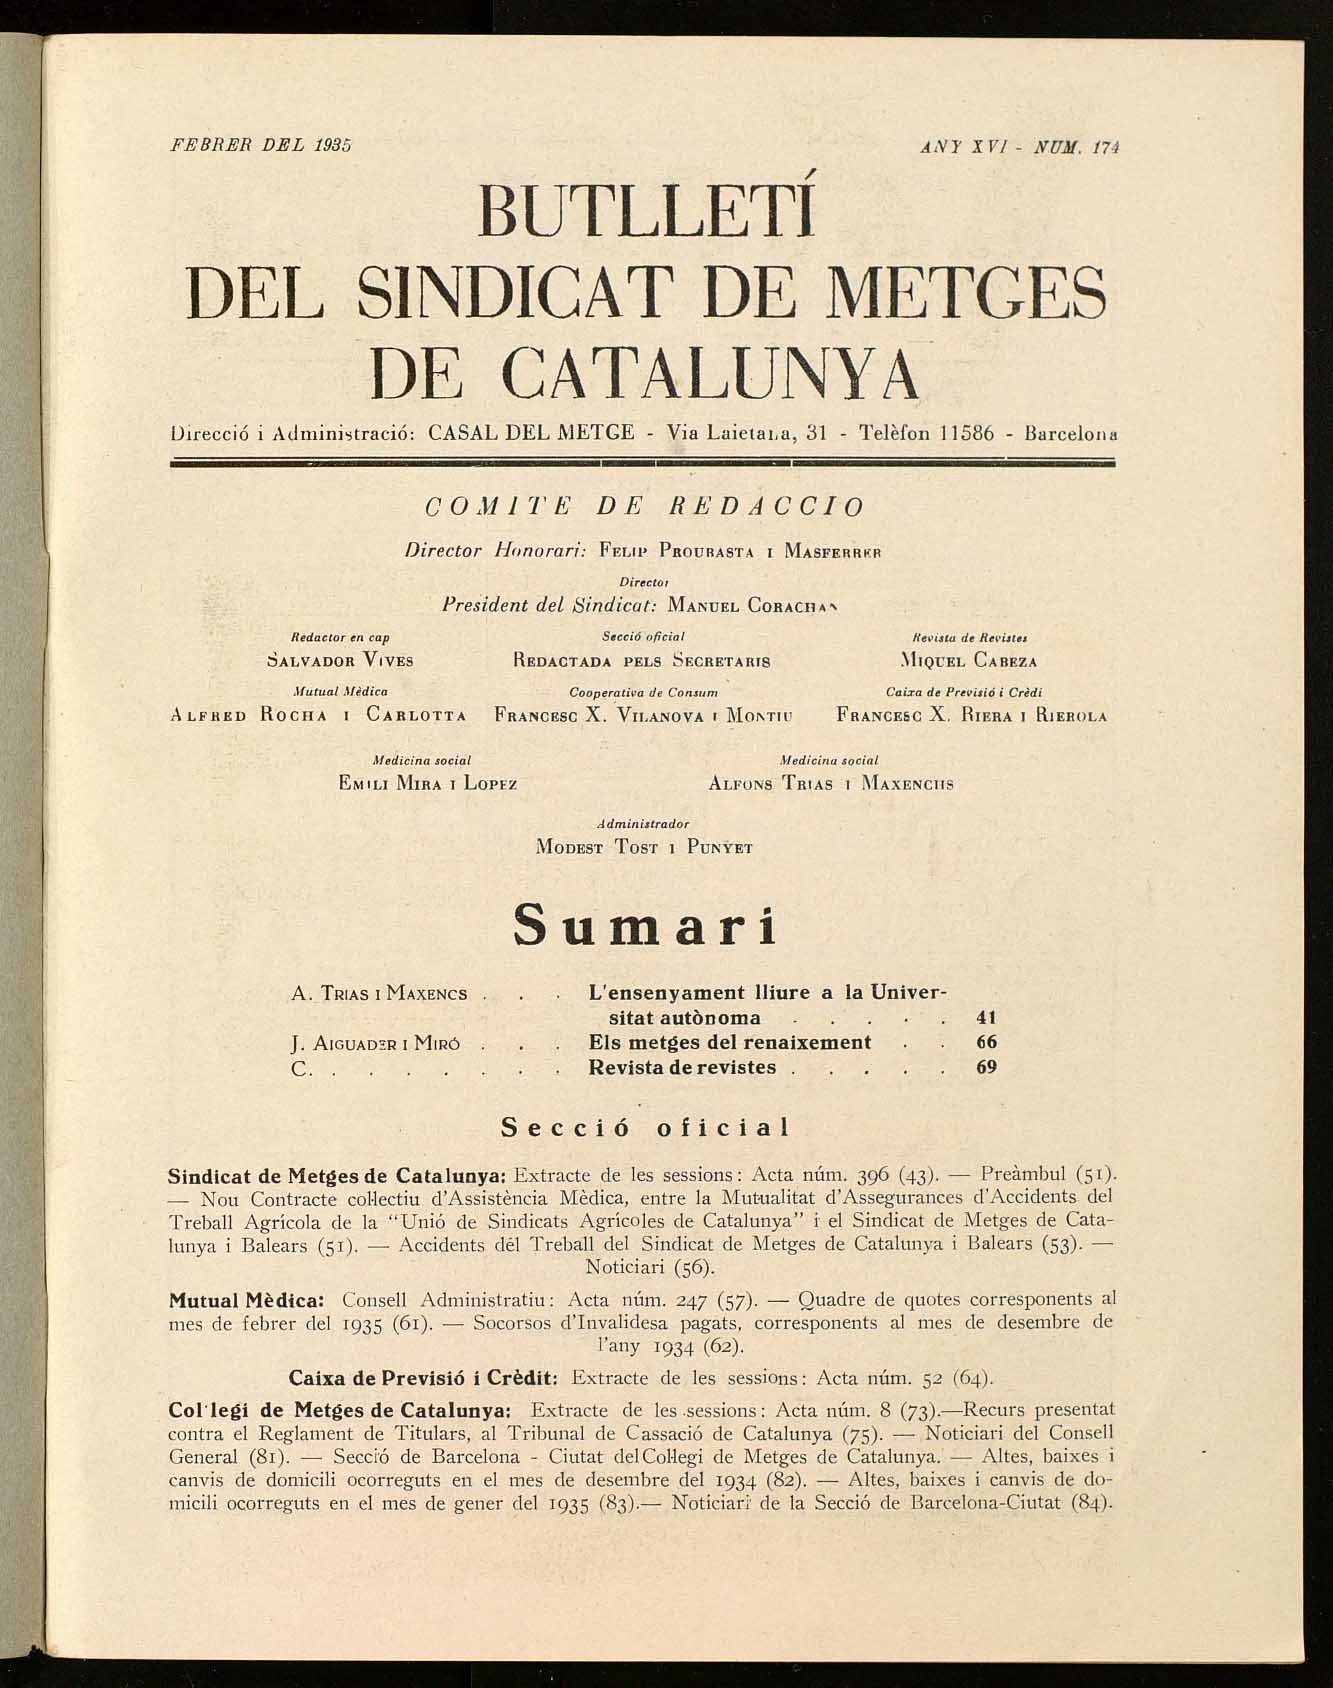 FEBRER DEL 1935 ANY XVI - NUM. 174
BUTLLETÍ
DEL SINDICAT DE METGES
DE CATALUNYA
Direcció i Administració: CASAL DEL METGE - Via Laietana, 31 - Telèfon 11586 - Barcelona
COMITE DE REDACCIO
Director Honorari: FELIP PROUBASTA I MASFERRER
Director
President del Sindicat: MANUEL CORACHAN
Redactor en cap Secció oficial Revista de Revistes
SALVADOR VIVES REDACTADA PELS SECRETARIS MIQUEL CABEZA
Mutual Mèdica Cooperativa de Consum Caixa de Previsió i Crèdi
ALFRED ROCHA I CARLOTTA FRANCESC X. VILANOVA I MONTIU FRANCESC X. RIERA I RIEROLA
Medicina social Medicina social
EMILI MIRA I LOPEZ ALFONS TRIAS I MAXENCHS
Administrador
MODEST TOST I PUNYET
Sumari
A. TRIAS I MAXENCS . . . L'ensenyament lliure a la Univer-
sitat autònoma . . . . . 41
J. AIGUADER I MIRÓ . . . Els metges del renaixement . . 66
C. . . . . . . . Revista de revistes . . . . . 69
Secció oficial
Sindicat de Metges de Catalunya: Extracte de les sessions: Acta núm. 396 (43). — Preàmbul (51).
— Nou Contracte col·lectiu d'Assistència Mèdica, entre la Mutualitat d'Assegurances d'Accidents del
Treball Agrícola de la "Unió de Sindicats Agrícoles de Catalunya" i el Sindicat de Metges de Cata-
lunya i Balears (51). — Accidents del Treball del Sindicat de Metges de Catalunya i Balears (53). —
Noticiari (56).
Mutual Mèdica: Consell Administratiu: Acta núm. 247 (57). — Quadre de quotes corresponents al
mes de febrer del 1935 (61). — Socorsos d'Invalidesa pagats, corresponents al mes de desembre de
l'any 1934 (62).
Caixa de Previsió i Crèdit: Extracte de les sessions: Acta núm. 52 (64).
Col·legi de Metges de Catalunya: Extracte de les sessions: Acta núm. 8 (73).—Recurs presentat
contra el Reglament de Titulars, al Tribunal de Cassació de Catalunya (75). — Noticiari del Consell
General (81). — Secció de Barcelona - Ciutat del Col·legi de Metges de Catalunya. — Altes, baixes i
canvis de domicili ocorreguts en el mes de desembre del 1934 (82). — Altes, baixes i canvis de do-
micili ocorreguts en el mes de gener del 1935 (83).— Noticiari de la Secció de Barcelona-Ciutat (84).